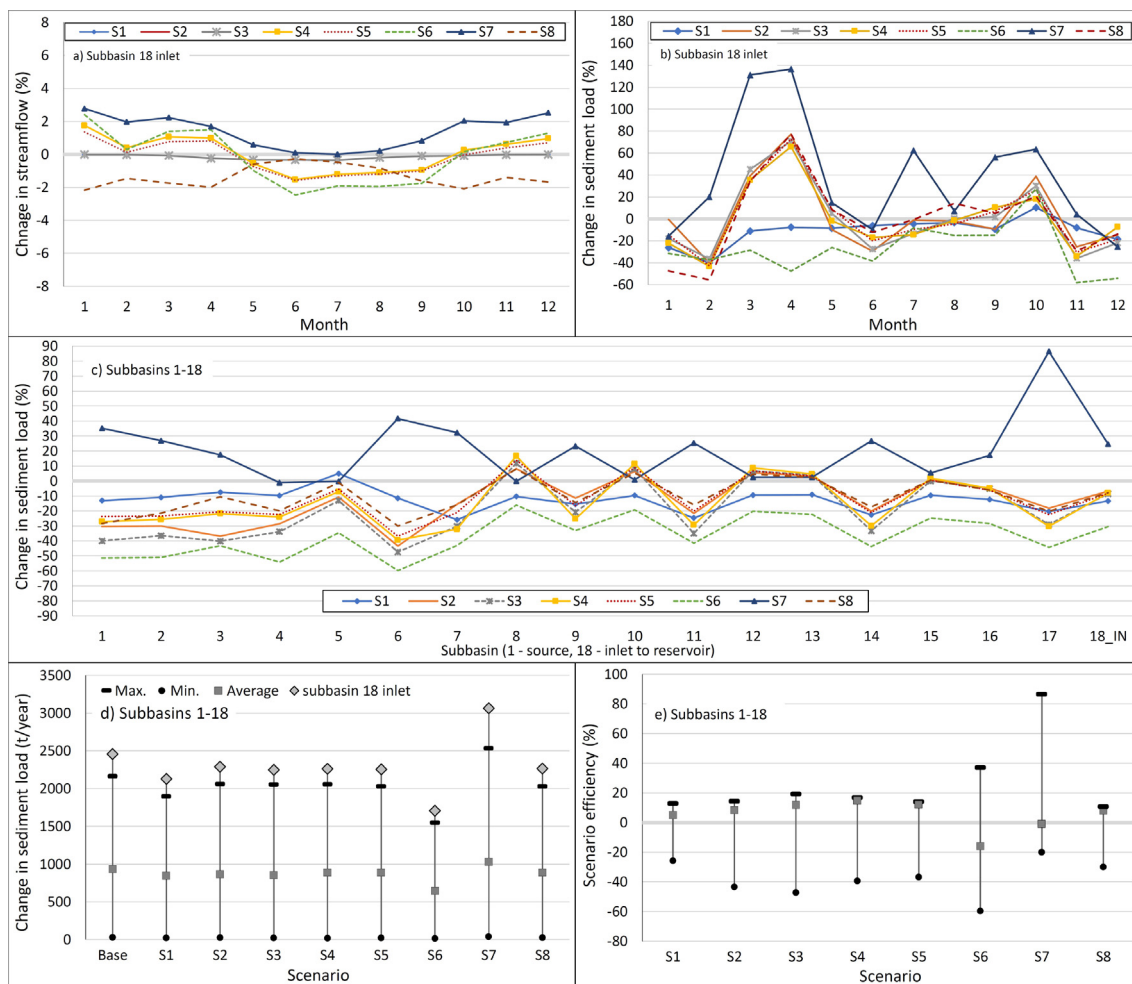 S1 S2 S3 S4 S5 S6 S7 S8
a) Subbasin 18 inlet
Chnage in streamflow (%)
8
6
4
2
0
-2
-4
-6
-8
1 2 3 4 5 6 7 8 9 10 11 12
Month
S1 S2 S3 S4 S5 S6 S7 S8
b) Subbasin 18 inlet
Change in sediment load (%)
180
160
140
120
100
80
60
40
20
0
-20
-40
-60
1 2 3 4 5 6 7 8 9 10 11 12
Month
c) Subbasins 1-18
Change in sediment load (%)
90
80
70
60
50
40
30
20
10
0
-10
-20
-30
-40
-50
-60
-70
-80
-90
S1 S2 S3 S4 S5 S6 S7 S8
1 2 3 4 5 6 7 8 9 10 11 12 13 14 15 16 17 18_IN
Subbasin (1 - source, 18 - inlet to reservoir)
Max. Min. Average subbasin 18 inlet
d) Subbasins 1-18
Change in sediment load (t/year)
3500
3000
2500
2000
1500
1000
500
0
Base S1 S2 S3 S4 S5 S6 S7 S8
Scenario
e) Subbasins 1-18
Scenario efficiency (%)
100
80
60
40
20
0
-20
-40
-60
-80
S1 S2 S3 S4 S5 S6 S7 S8
Scenario